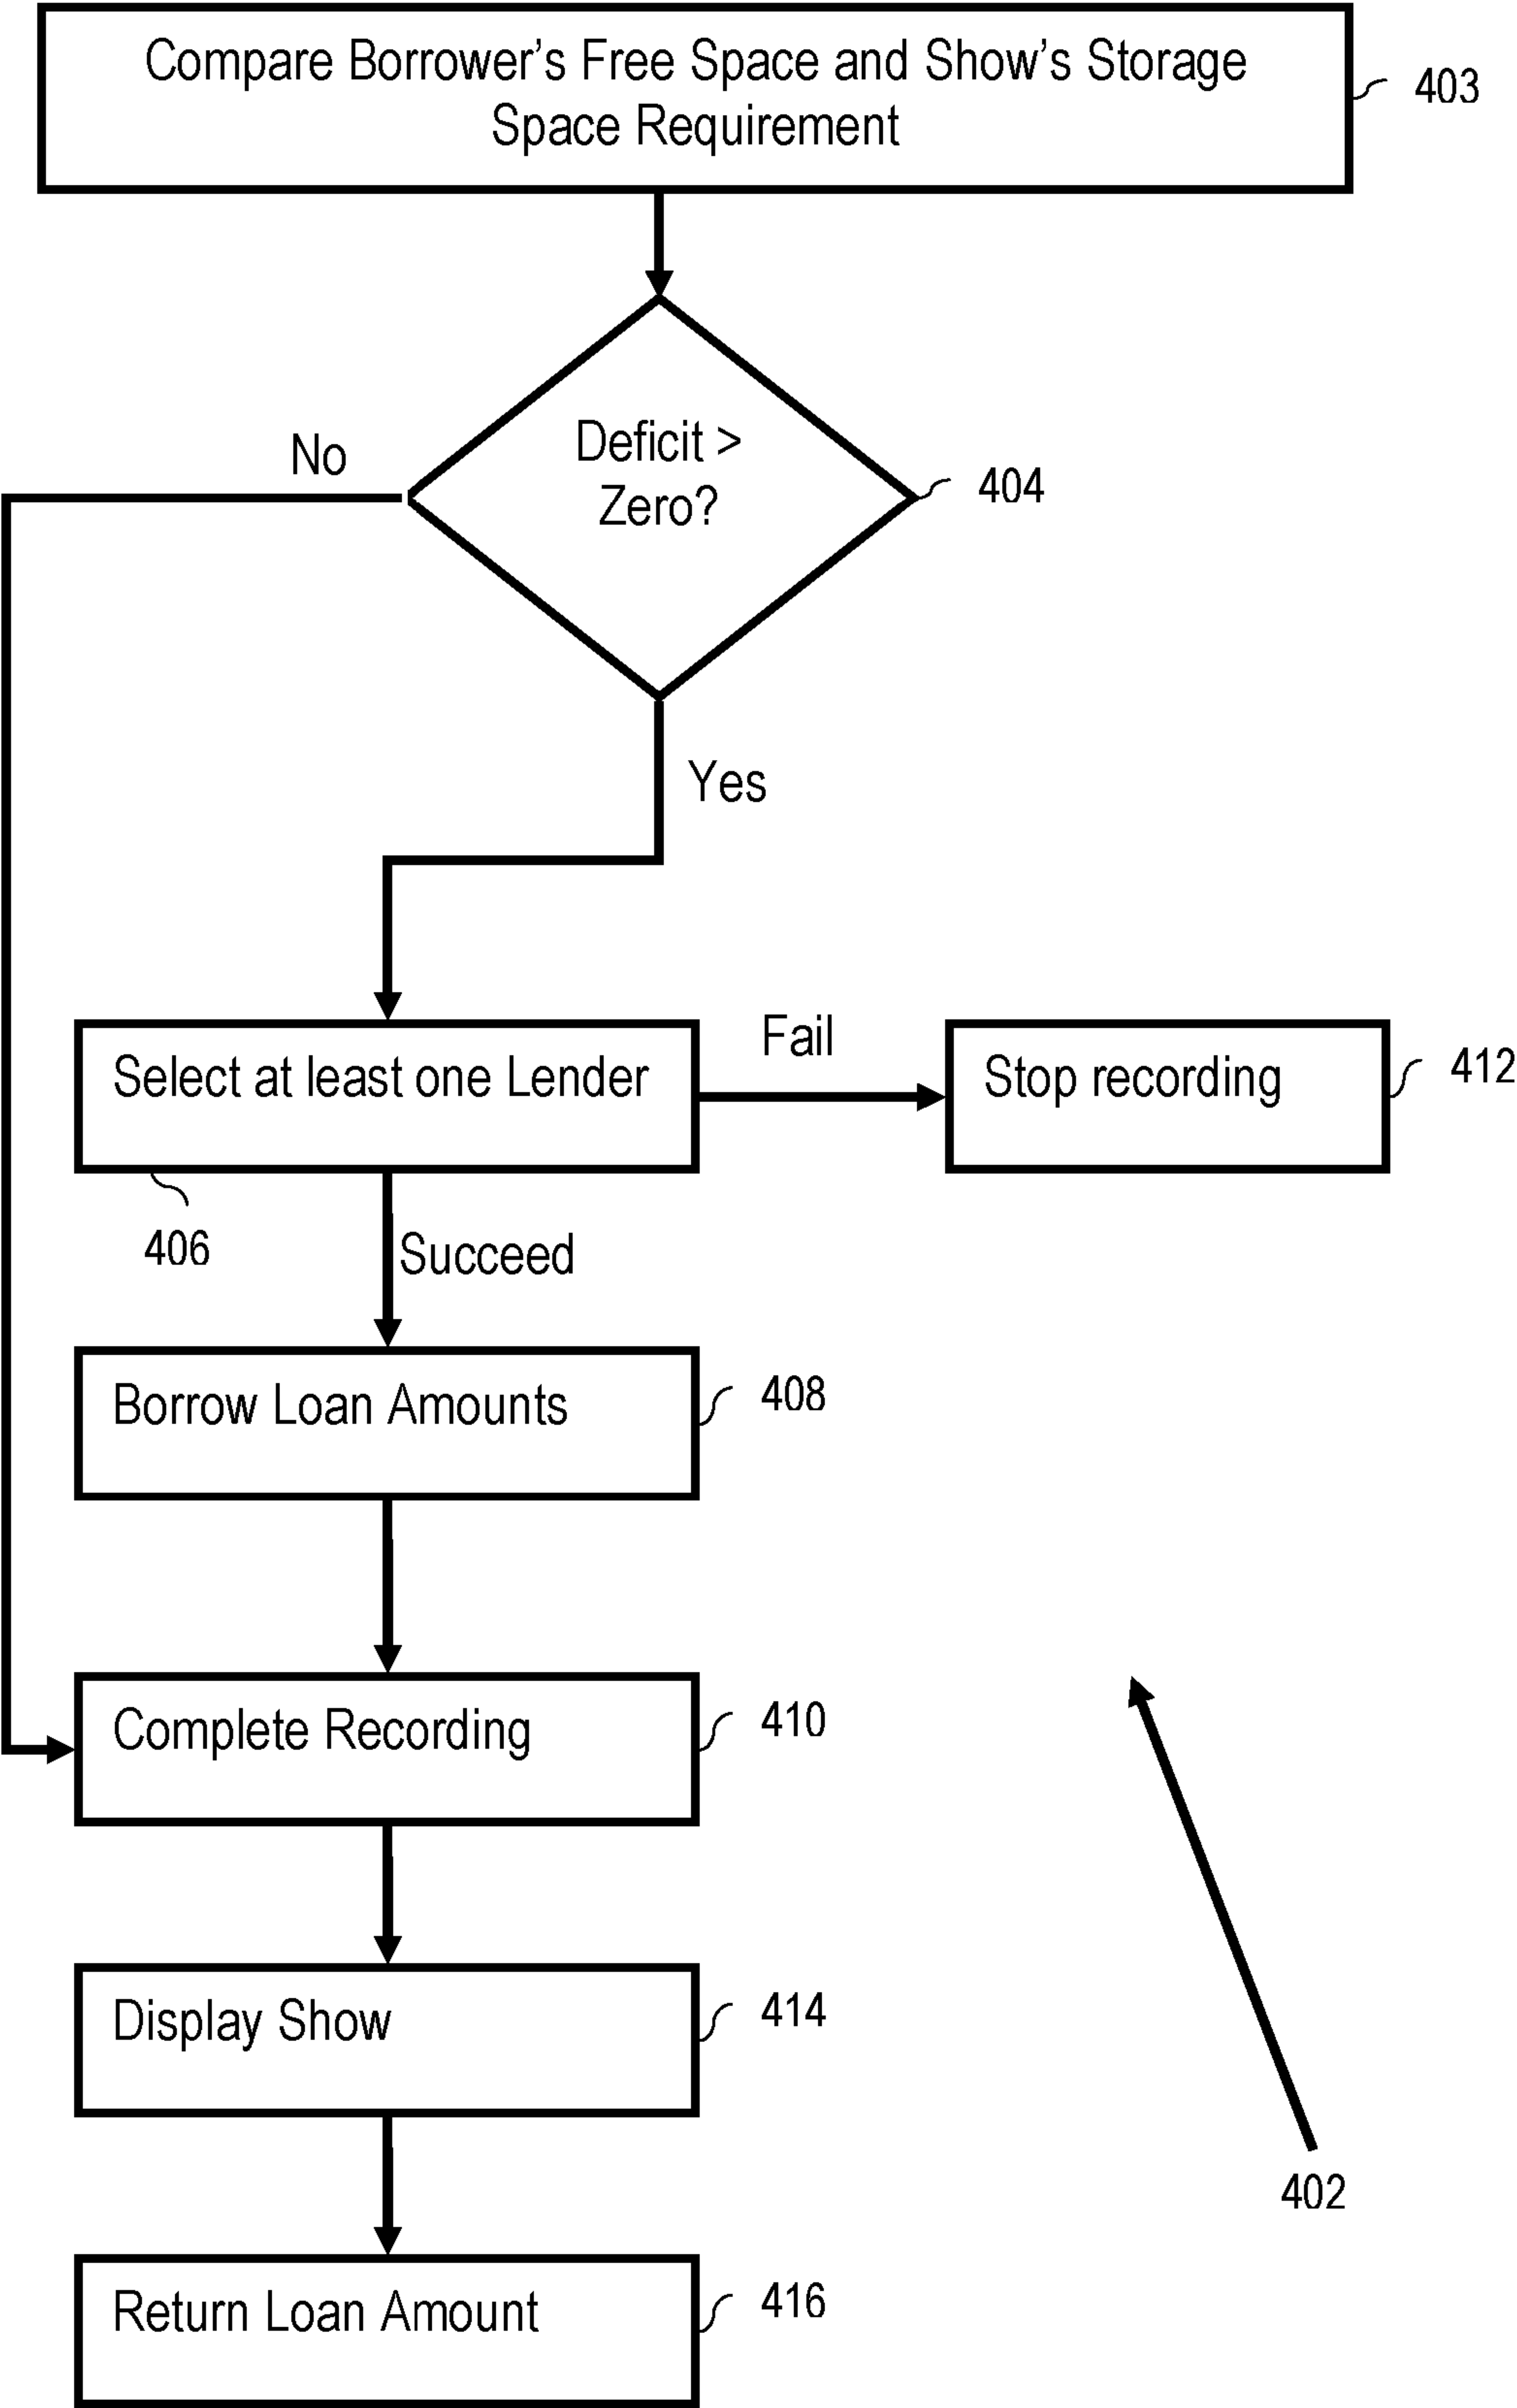 Compare Borrower's Free Space and Show's Storage
Space Requirement
403
Deficit >
Zero?
404
No
Yes
Select at least one Lender
406
Fail
Stop recording
412
Succeed
Borrow Loan Amounts
408
Complete Recording
410
Display Show
414
402
Return Loan Amount
416